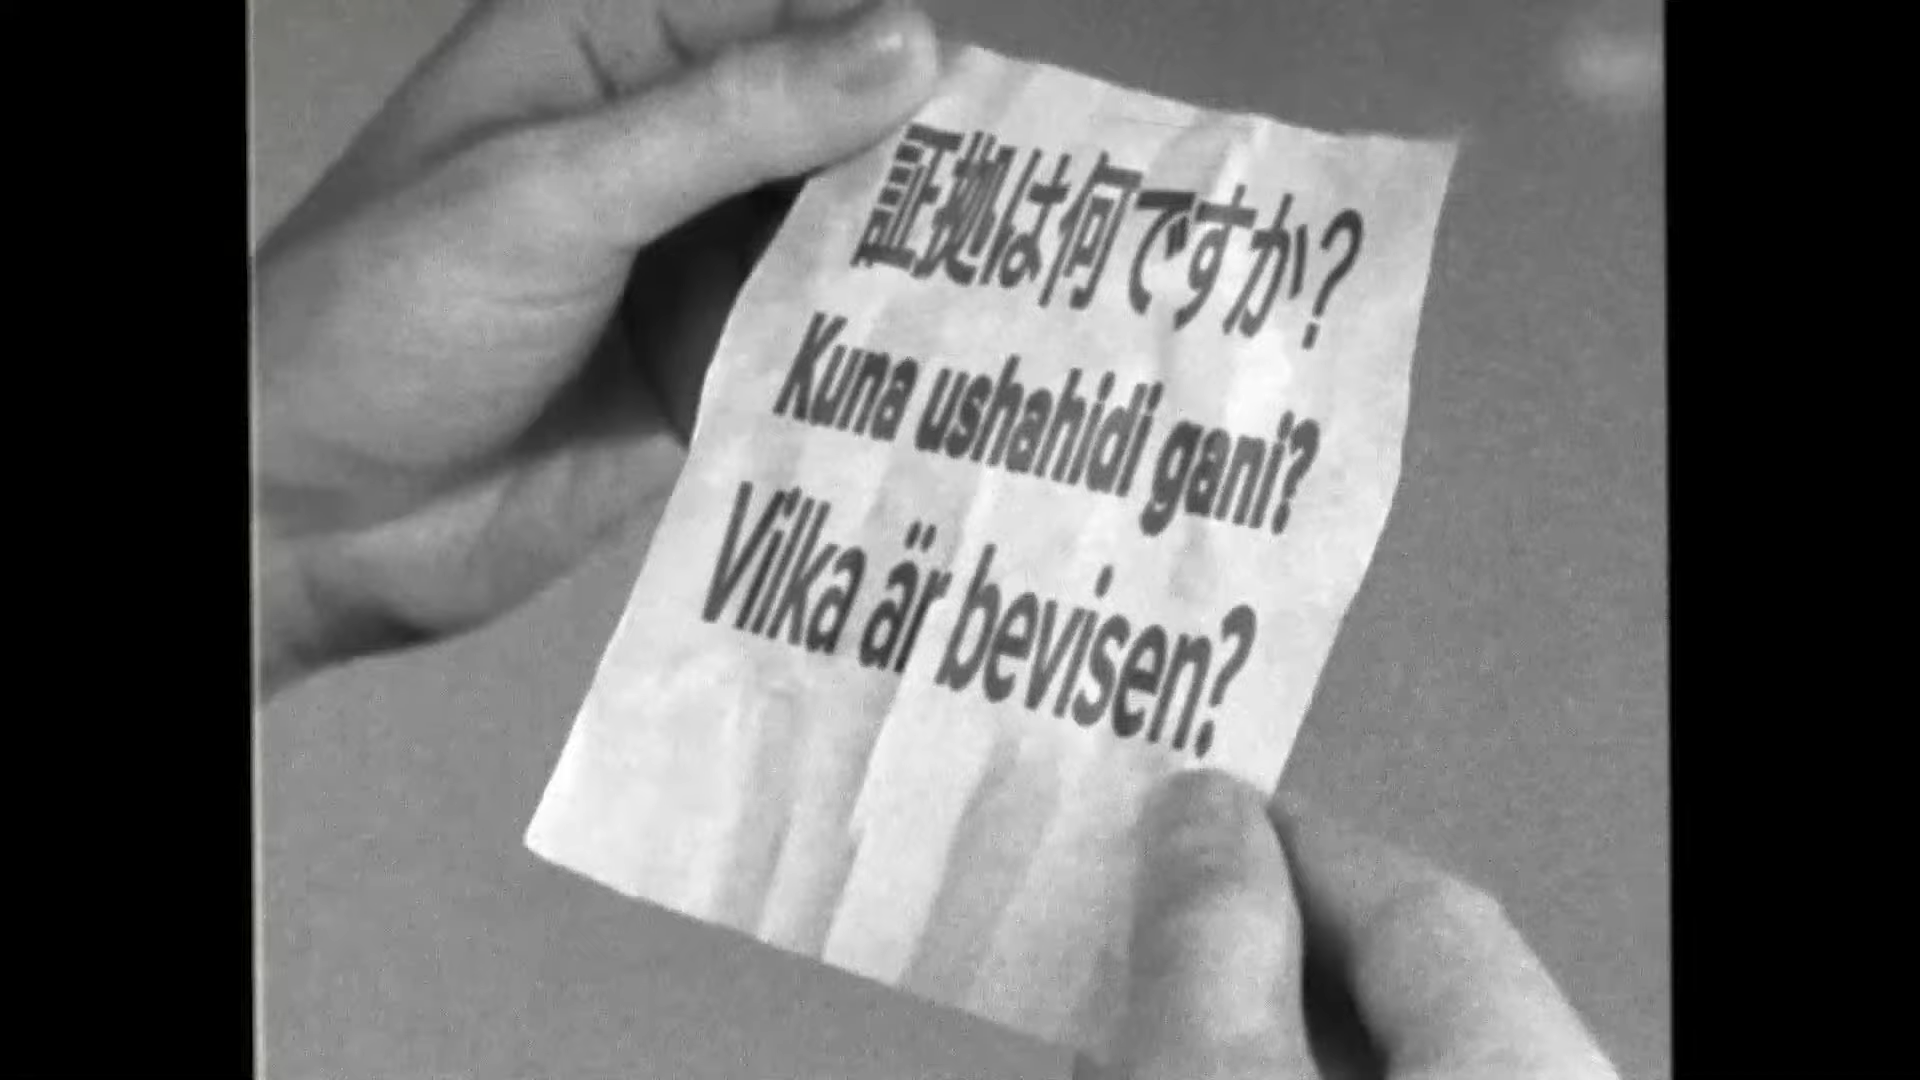 証拠は何ですか?
Kuna ushahidi gani?
Vilka är bevisen?